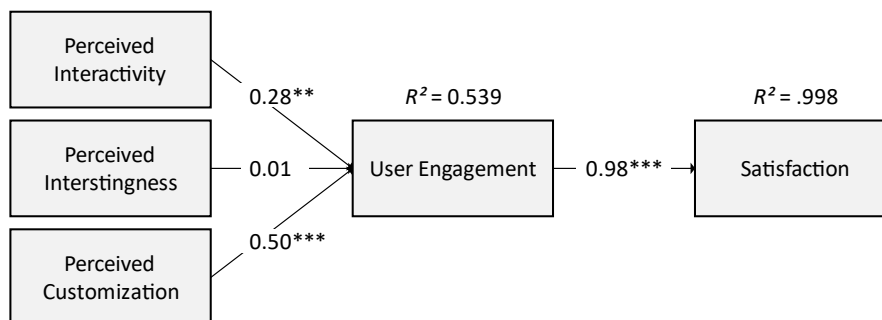 Perceived
Interactivity
0.28**
R² = 0.539
R² = .998
Perceived
Interstingness
0.01
User Engagement
0.98***
Satisfaction
0.50***
Perceived
Customization